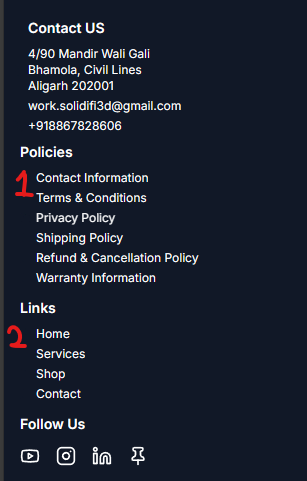 Contact US
4/90 Mandir Wali Gali
Bhamola, Civil Lines
Aligarh 202001
work.solidifi3d@gmail.com
+918867828606
Policies
1
Contact Information
Terms & Conditions
Privacy Policy
Shipping Policy
Refund & Cancellation Policy
Warranty Information
Links
2
Home
Services
Shop
Contact
Follow Us